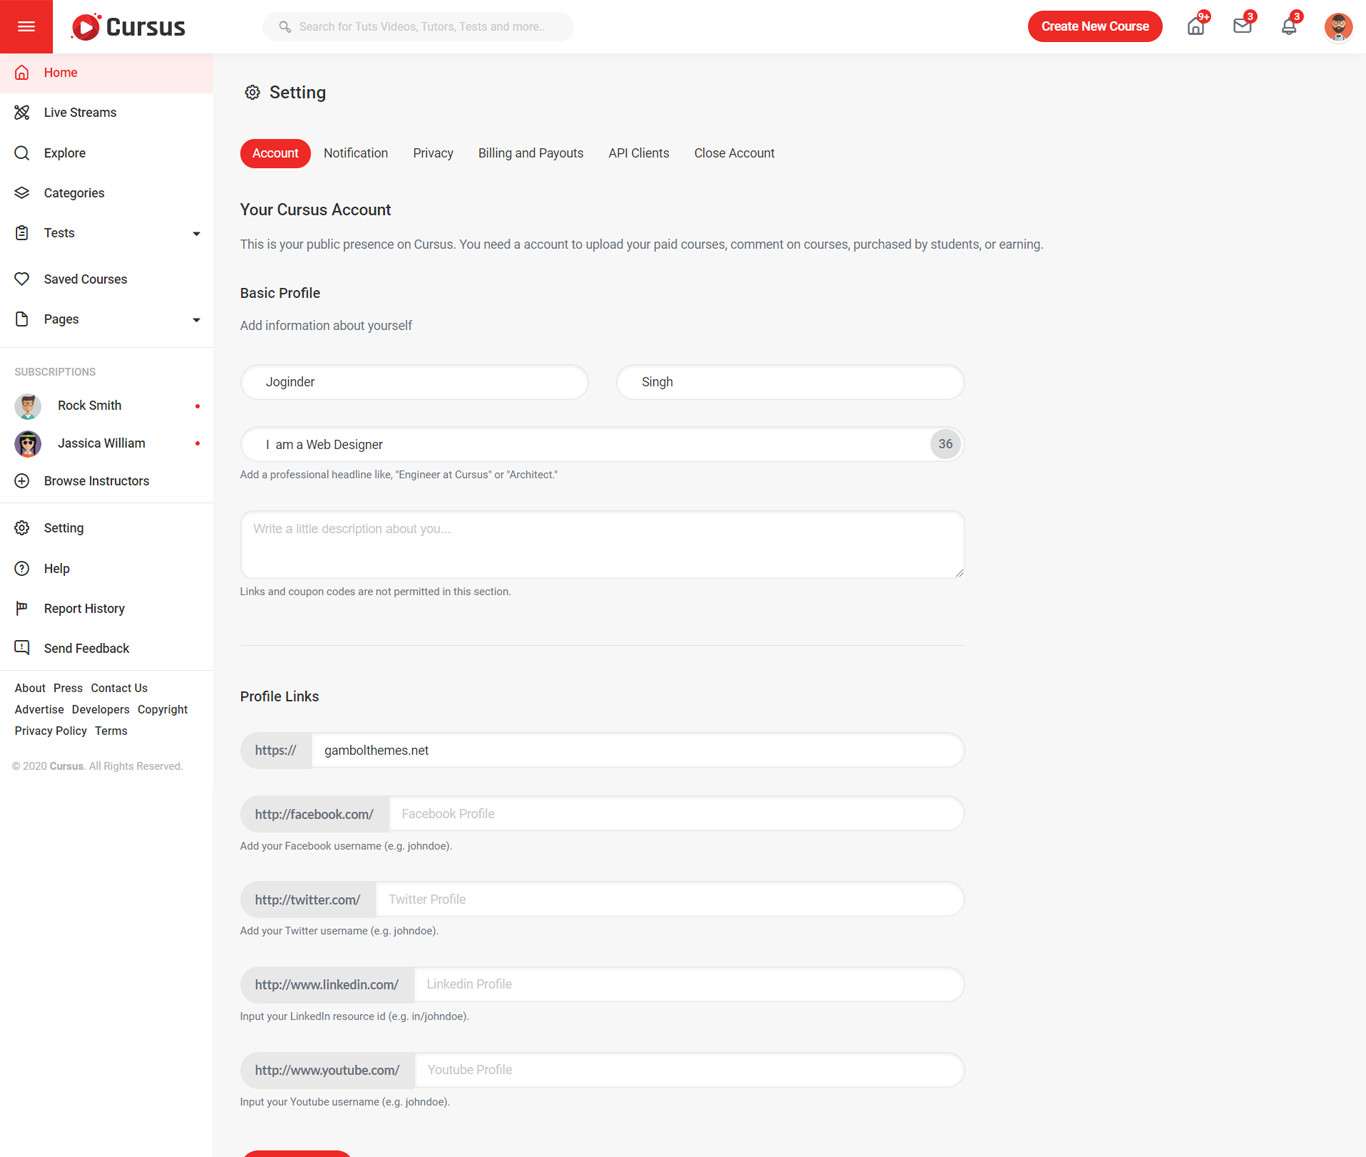 Cursus
Search for Tuts Videos, Tutors, Tests and more..
Create New Course
9+
3
3
Home
Live Streams
Explore
Categories
Tests
Saved Courses
Pages
SUBSCRIPTIONS
Rock Smith
Jassica William
Browse Instructors
Setting
Help
Report History
Send Feedback
About Press Contact Us
Advertise Developers Copyright
Privacy Policy Terms
© 2020 Cursus. All Rights Reserved.
Setting
Account Notification Privacy Billing and Payouts API Clients Close Account
Your Cursus Account
This is your public presence on Cursus. You need a account to upload your paid courses, comment on courses, purchased by students, or earning.
Basic Profile
Add information about yourself
Joginder Singh
I am a Web Designer 36
Add a professional headline like, "Engineer at Cursus" or "Architect."
Write a little description about you...
Links and coupon codes are not permitted in this section.
Profile Links
https:// gambolthemes.net
http://facebook.com/ Facebook Profile
Add your Facebook username (e.g. johndoe).
http://twitter.com/ Twitter Profile
Add your Twitter username (e.g. johndoe).
http://www.linkedin.com/ Linkedin Profile
Input your LinkedIn resource id (e.g. in/johndoe).
http://www.youtube.com/ Youtube Profile
Input your Youtube username (e.g. johndoe).